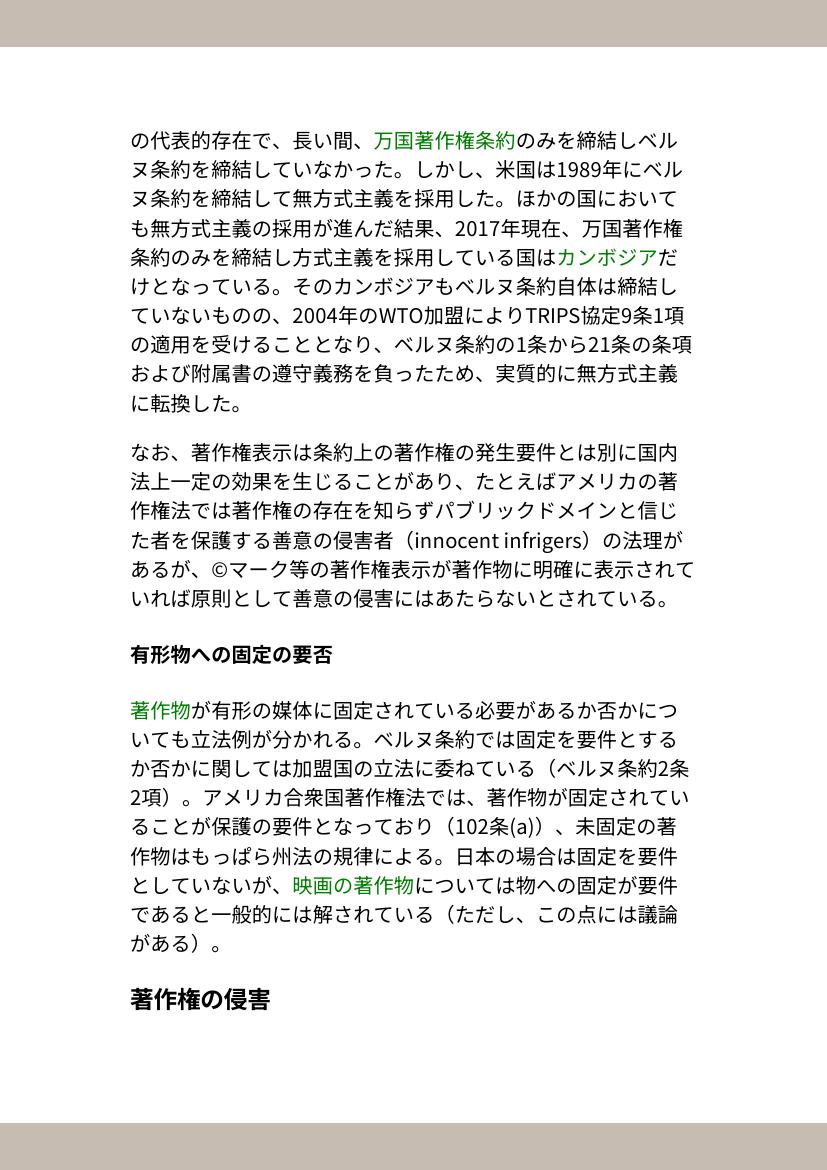 の代表的存在で、長い間、万国著作権条約のみを締結しベル
ヌ条約を締結していなかった。しかし、米国は1989年にベル
ヌ条約を締結して無方式主義を採用した。ほかの国において
も無方式主義の採用が進んだ結果、2017年現在、万国著作権
条約のみを締結し方式主義を採用している国はカンボジアだ
けとなっている。そのカンボジアもベルヌ条約自体は締結し
ていないものの、2004年のWTO加盟によりTRIPS協定9条1項
の適用を受けることとなり、ベルヌ条約の1条から21条の条項
および附属書の遵守義務を負ったため、実質的に無方式主義
に転換した。
なお、著作権表示は条約上の著作権の発生要件とは別に国内
法上一定の効果を生じることがあり、たとえばアメリカの著
作権法では著作権の存在を知らずパブリックドメインと信じ
た者を保護する善意の侵害者（innocent infrigers）の法理が
あるが、©マーク等の著作権表示が著作物に明確に表示されて
いれば原則として善意の侵害にはあたらないとされている。
有形物への固定の要否
著作物が有形の媒体に固定されている必要があるか否かにつ
いても立法例が分かれる。ベルヌ条約では固定を要件とする
か否かに関しては加盟国の立法に委ねている（ベルヌ条約2条
2項）。アメリカ合衆国著作権法では、著作物が固定されてい
ることが保護の要件となっており（102条(a)）、未固定の著
作物はもっぱら州法の規律による。日本の場合は固定を要件
としていないが、映画の著作物については物への固定が要件
であると一般的には解されている（ただし、この点には議論
がある）。
著作権の侵害